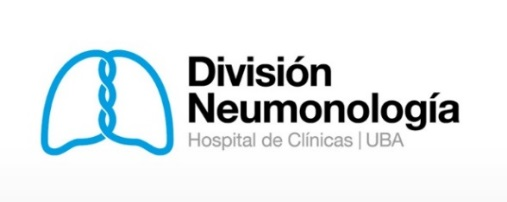 División
Neumonología
Hospital de Clínicas | UBA